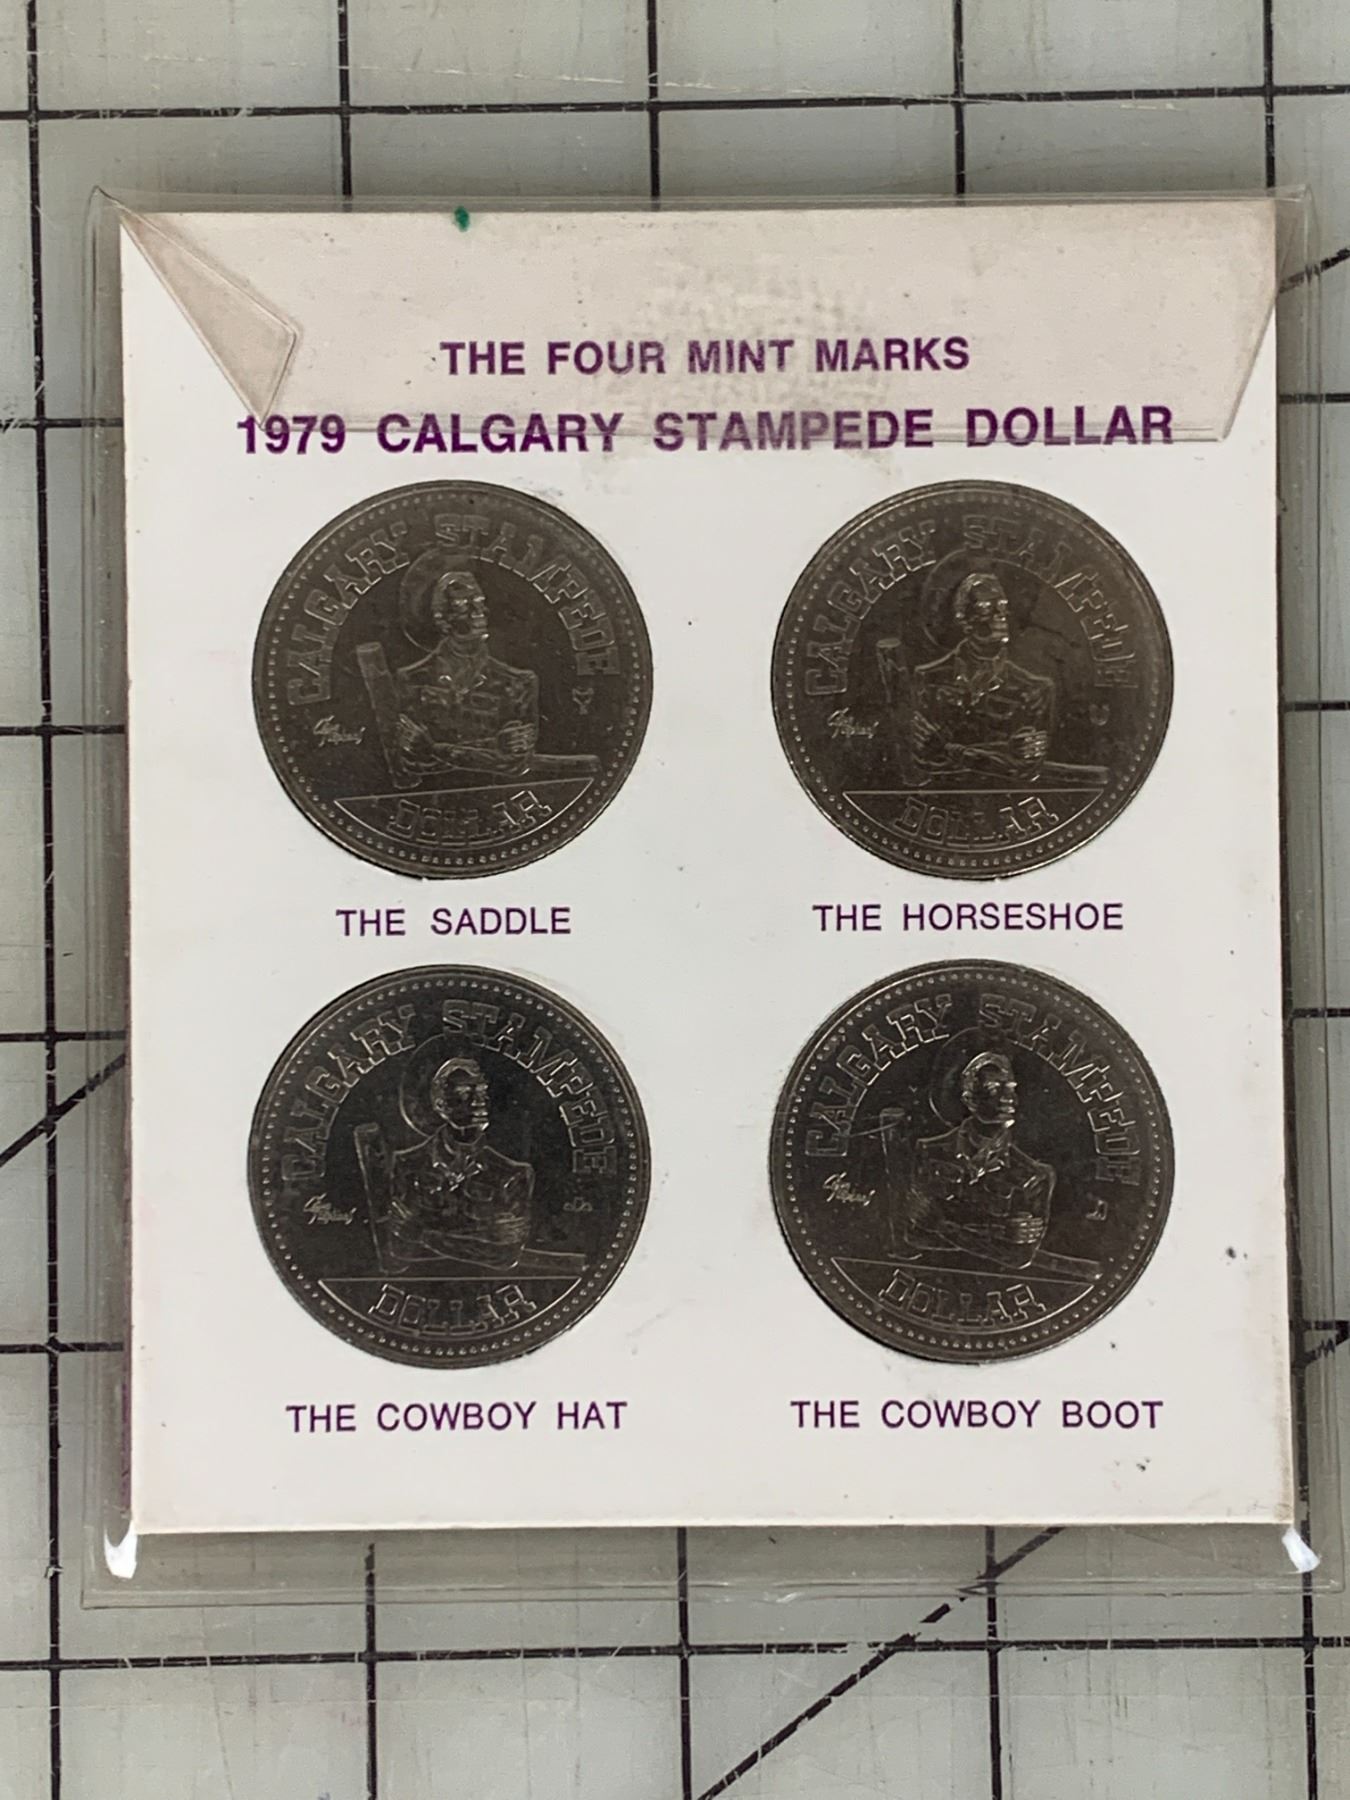 THE FOUR MINT MARKS
1979 CALGARY STAMPEDE DOLLAR
CALGARY STAMPEDE
DOLLAR
CALGARY STAMPEDE
DOLLAR
THE SADDLE
THE HORSESHOE
CALGARY STAMPEDE
DOLLAR
CALGARY STAMPEDE
DOLLAR
THE COWBOY HAT
THE COWBOY BOOT